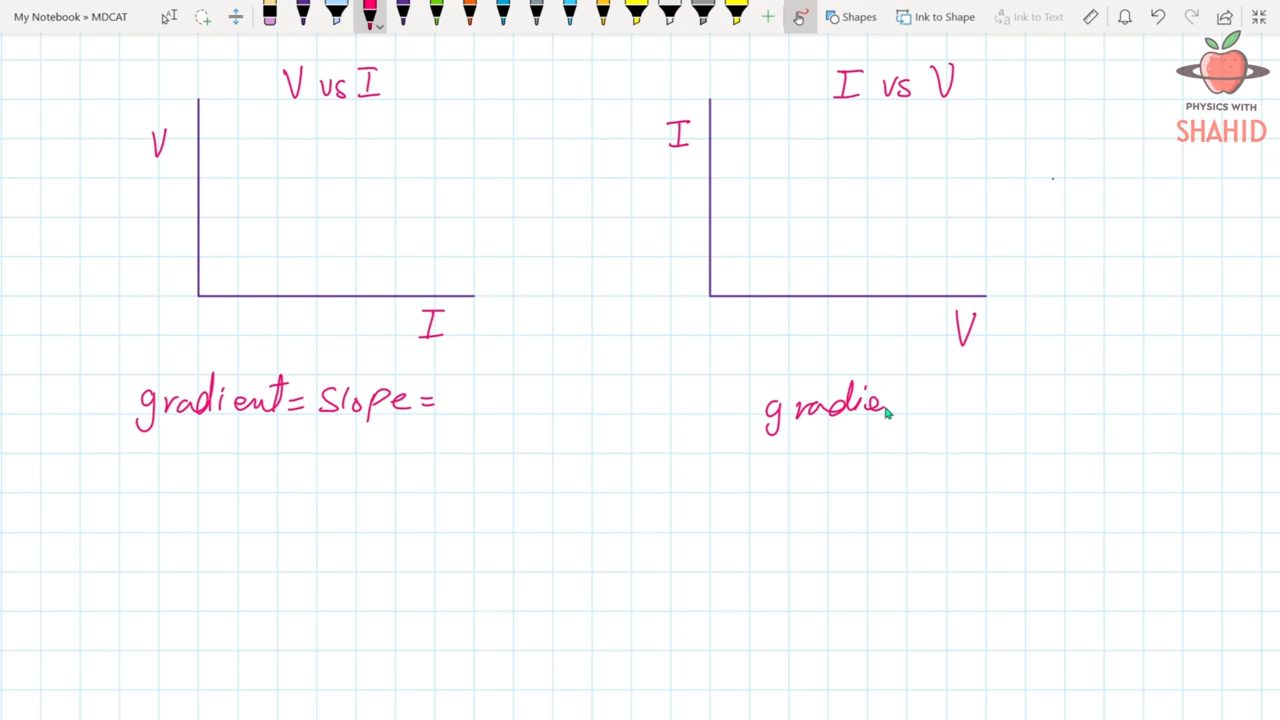 My Notebook » MDCAT
Shapes
Ink to Shape
Ink to Text
V vs I
I vs V
PHYSICS WITH
SHAHID
V
I
I
V
gradient = slope =
gradie